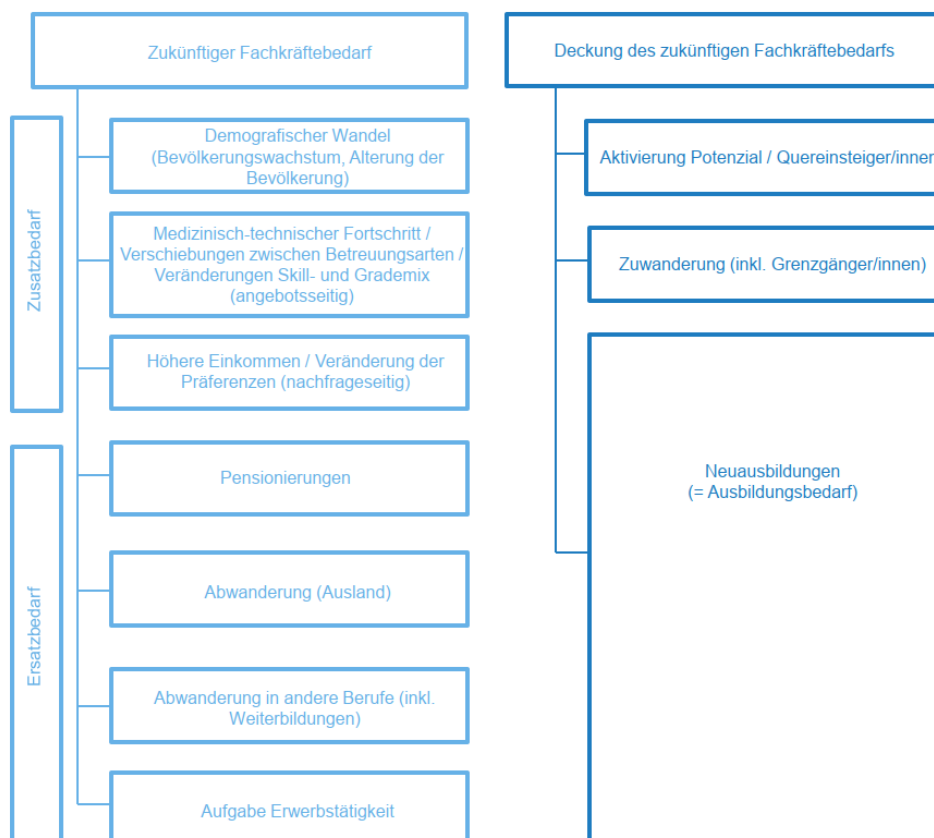 Zukünftiger Fachkräftebedarf
Zusatzbedarf
Demografischer Wandel
(Bevölkerungswachstum, Alterung der
Bevölkerung)
Medizinisch-technischer Fortschritt /
Verschiebungen zwischen Betreuungsarten /
Veränderungen Skill- und Grademix
(angebotsseitig)
Höhere Einkommen / Veränderung der
Präferenzen (nachfrageseitig)
Ersatzbedarf
Pensionierungen
Abwanderung (Ausland)
Abwanderung in andere Berufe (inkl.
Weiterbildungen)
Aufgabe Erwerbstätigkeit
Deckung des zukünftigen Fachkräftebedarfs
Aktivierung Potenzial / Quereinsteiger/innen
Zuwanderung (inkl. Grenzgänger/innen)
Neuausbildungen
(= Ausbildungsbedarf)